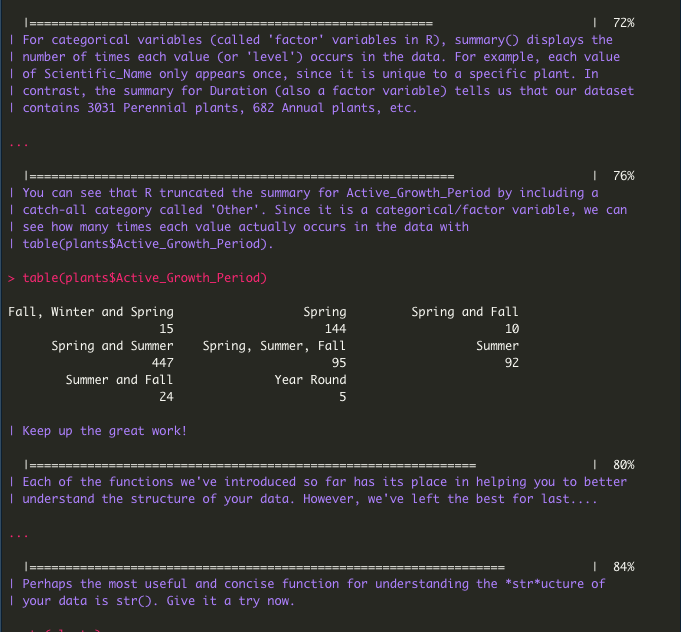 |======================================================== | 72%
| For categorical variables (called 'factor' variables in R), summary() displays the
| number of times each value (or 'level') occurs in the data. For example, each value
| of Scientific_Name only appears once, since it is unique to a specific plant. In
| contrast, the summary for Duration (also a factor variable) tells us that our dataset
| contains 3031 Perennial plants, 682 Annual plants, etc.
...
|=========================================================== | 76%
| You can see that R truncated the summary for Active_Growth_Period by including a
| catch-all category called 'Other'. Since it is a categorical/factor variable, we can
| see how many times each value actually occurs in the data with
| table(plants$Active_Growth_Period).
> table(plants$Active_Growth_Period)
Fall, Winter and Spring Spring Spring and Fall
15 144 10
Spring and Summer Spring, Summer, Fall Summer
447 95 92
Summer and Fall Year Round
24 5
| Keep up the great work!
|============================================================== | 80%
| Each of the functions we've introduced so far has its place in helping you to better
| understand the structure of your data. However, we've left the best for last....
...
|================================================================== | 84%
| Perhaps the most useful and concise function for understanding the *str*ucture of
| your data is str(). Give it a try now.